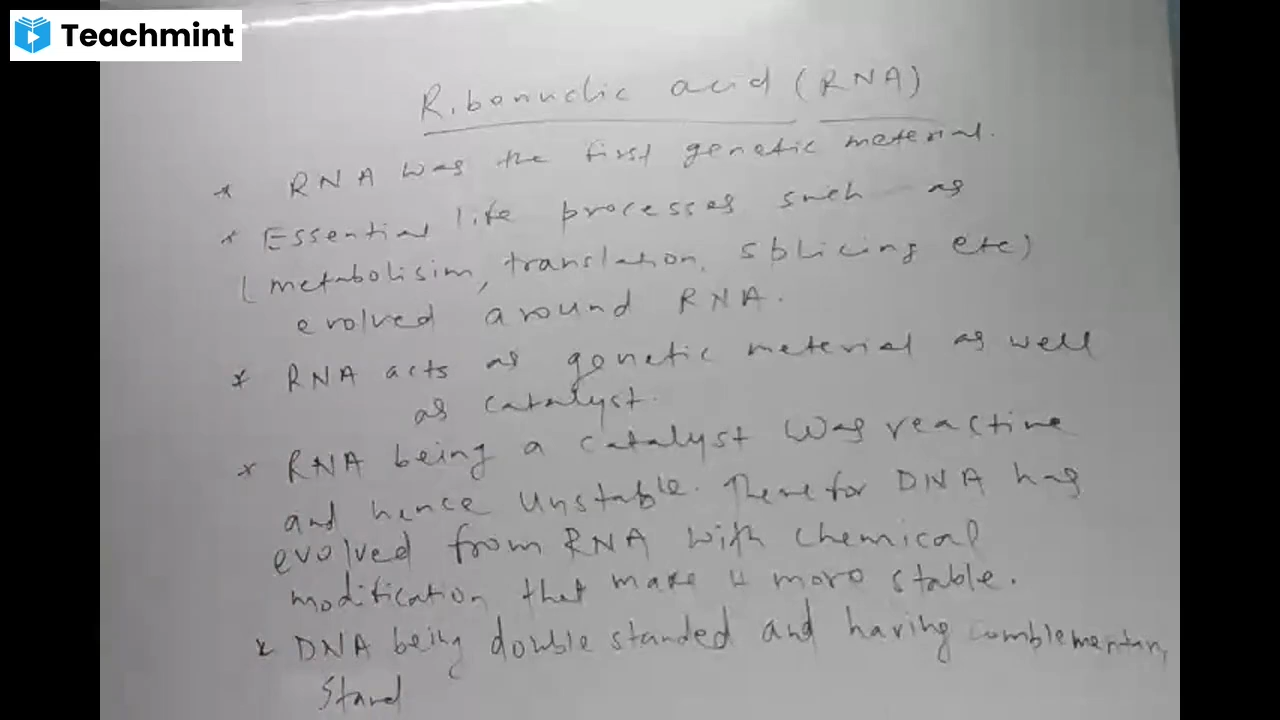 Teachmint
Ribonuclic acid (RNA)
* RNA was the first genetic meterial.
* Essential life processes such as
(metabolisim, translation, sblicing etc)
evolved around RNA.
* RNA acts as genetic meterial as well
as catalyst.
* RNA being a catalyst was reactive
and hence unstable. Therefor DNA has
evolved from RNA with chemical
modification that make it more stable.
* DNA being double standed and having comblementary
stand